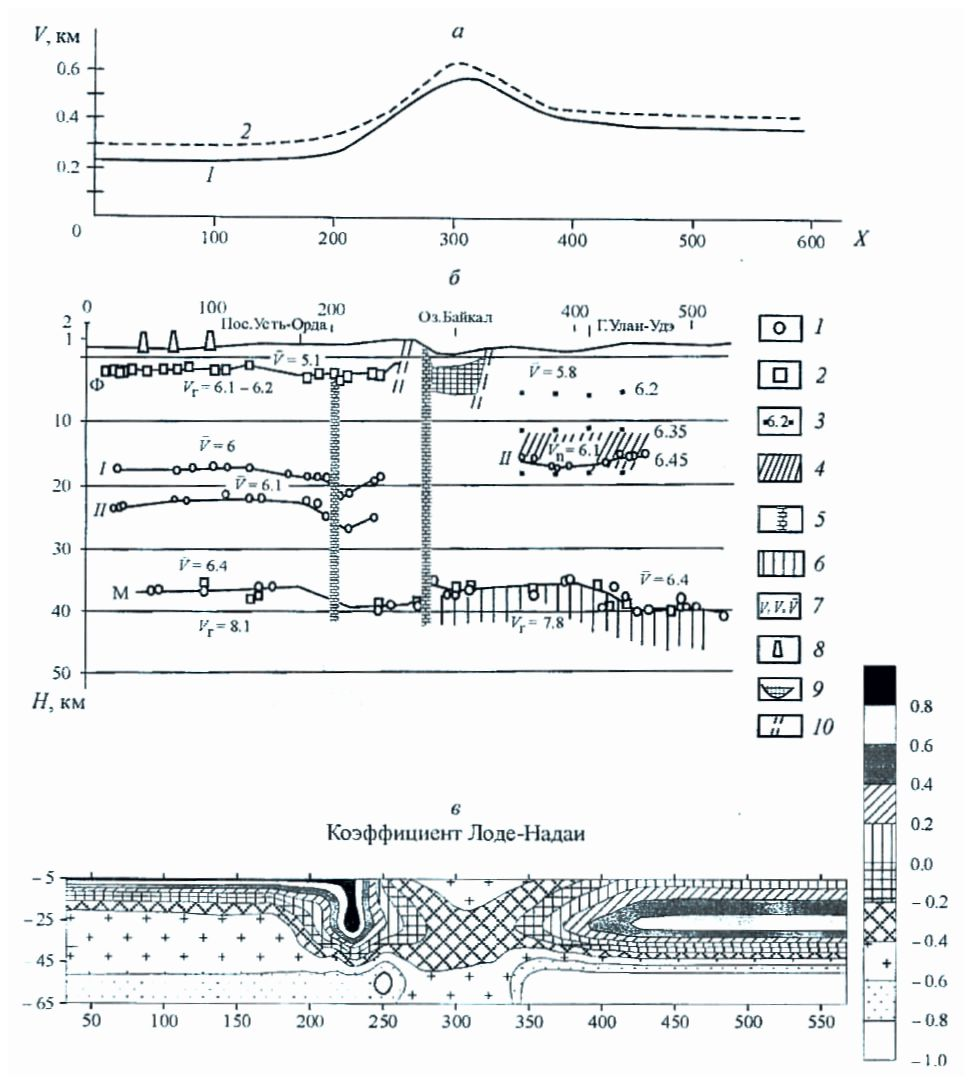 а
V, км
0.6
0.4
0.2
0
2
1
100 200 300 400 500 600 X
б
0 100 200 400 500
Пос.Усть-Орда Оз.Байкал Г.Улан-Удэ
2
1
V̄ = 5.1 V̄ = 5.8
Ф Vг = 6.1 – 6.2 6.2
10
V̄ = 6 6.35
I II Vп = 6.1 6.45
20 V̄ = 6.1
II
30
V̄ = 6.4 V̄ = 6.4
М
40
Vг = 8.1 Vг = 7.8
50
H, км
1
2
6.2 3
4
5
6
7
8
9
10
в
Коэффициент Лоде-Надаи
– 5
–25
–45
– 65
50 100 150 200 250 300 350 400 450 500 550
0.8
0.6
0.4
0.2
0.0
– 0.2
– 0.4
– 0.6
– 0.8
– 1.0